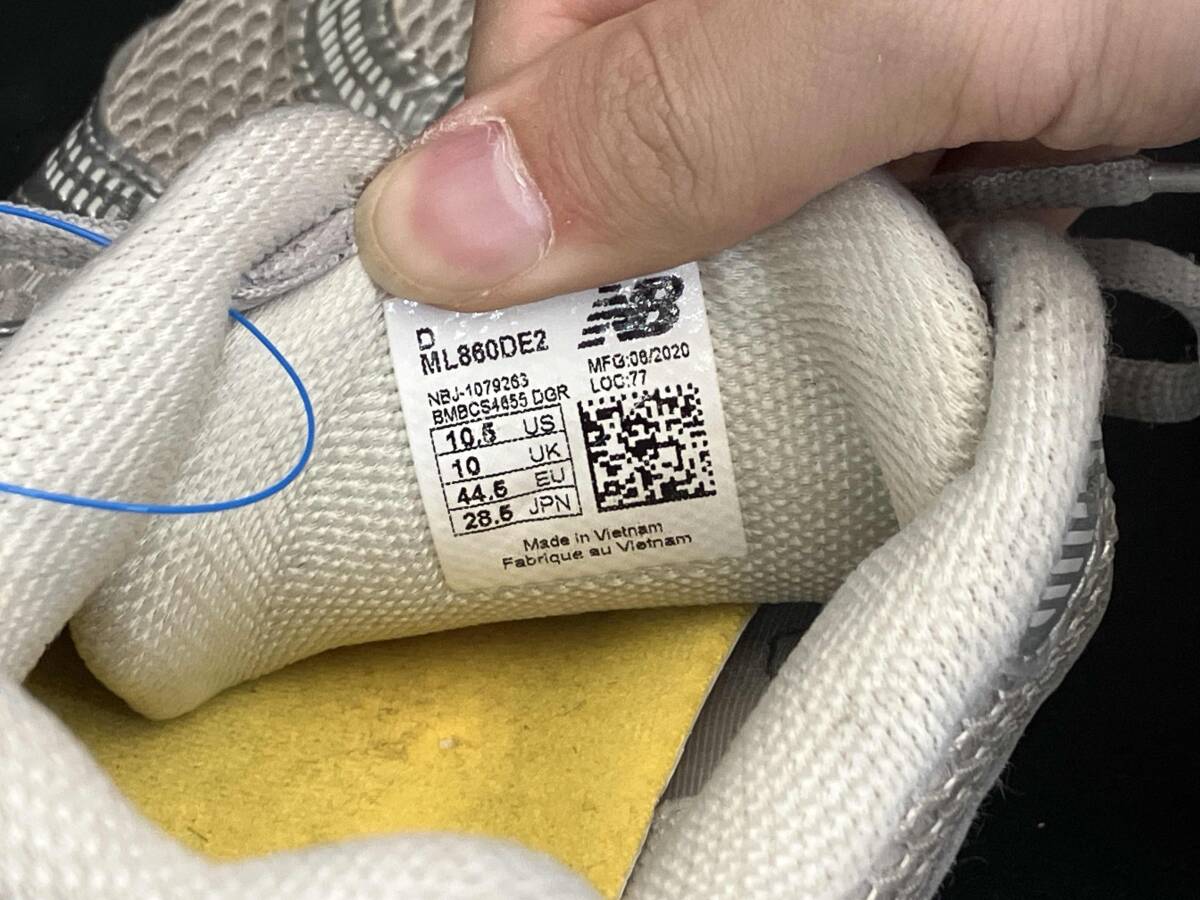 D
ML860DE2
NB
MFG:08/2020
LOC:77
NBJ-1079263
BMBCS4655 DGR
10.5 US
10 UK
44.5 EU
28.5 JPN
Made in Vietnam
Fabrique au Vietnam